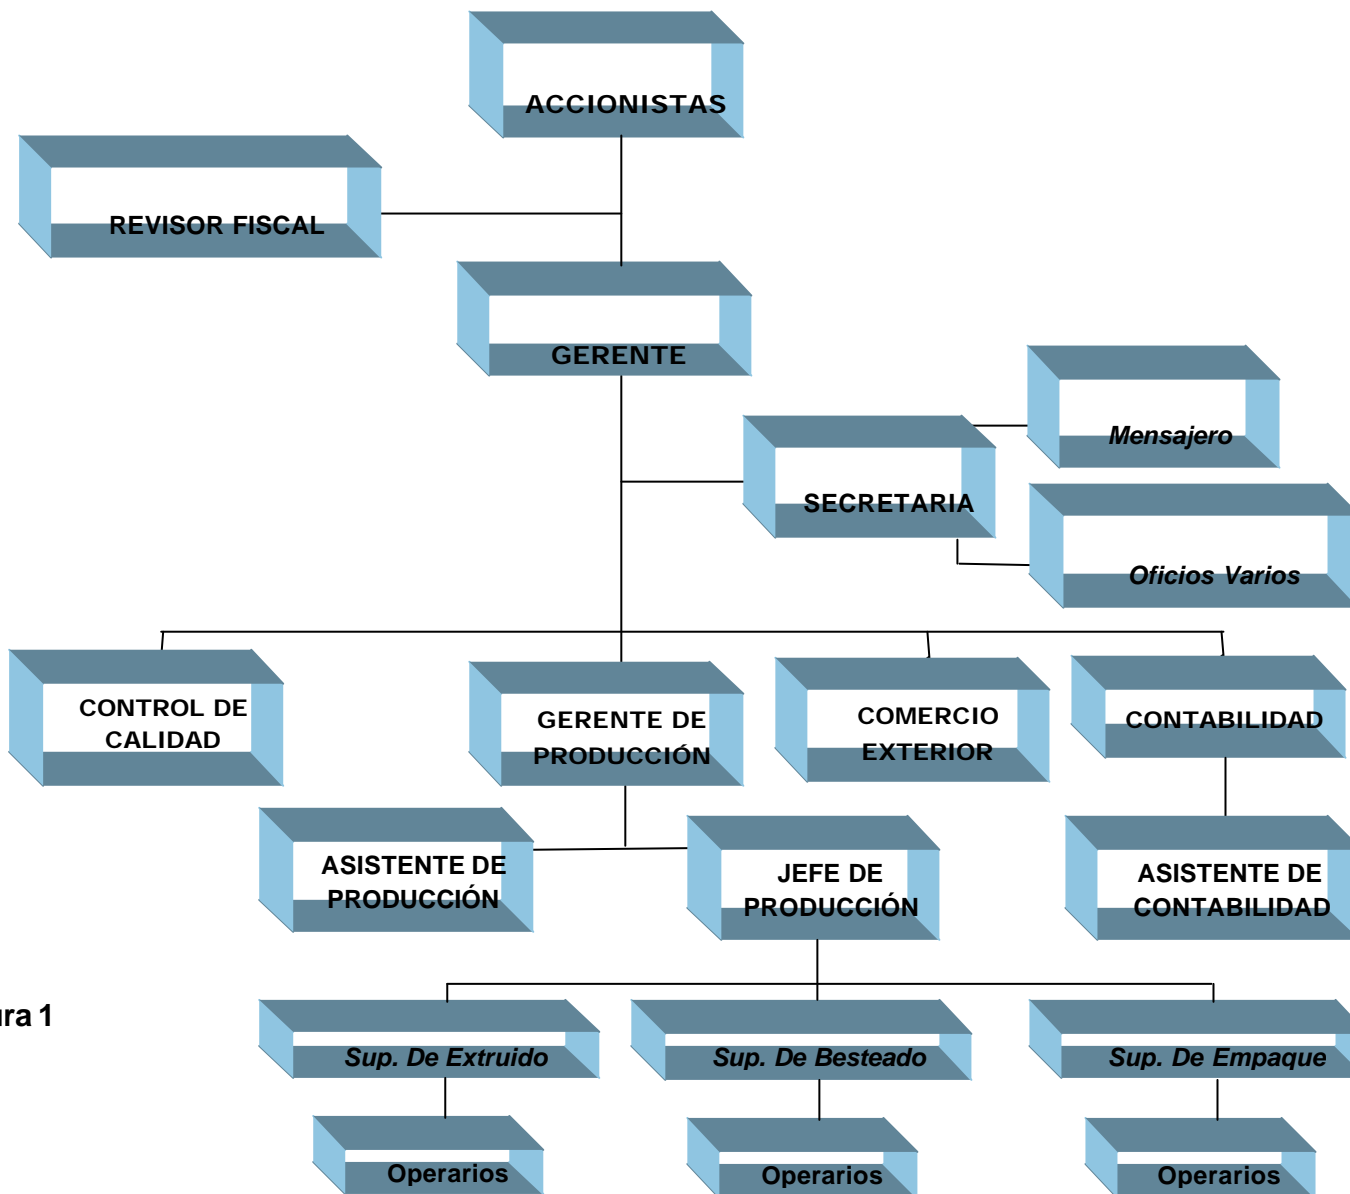 ACCIONISTAS
REVISOR FISCAL
GERENTE
Mensajero
SECRETARIA
Oficios Varios
CONTROL DE
CALIDAD
GERENTE DE
PRODUCCIÓN
COMERCIO
EXTERIOR
CONTABILIDAD
ASISTENTE DE
PRODUCCIÓN
JEFE DE
PRODUCCIÓN
ASISTENTE DE
CONTABILIDAD
ura 1
Sup. De Extruido
Sup. De Besteado
Sup. De Empaque
Operarios
Operarios
Operarios